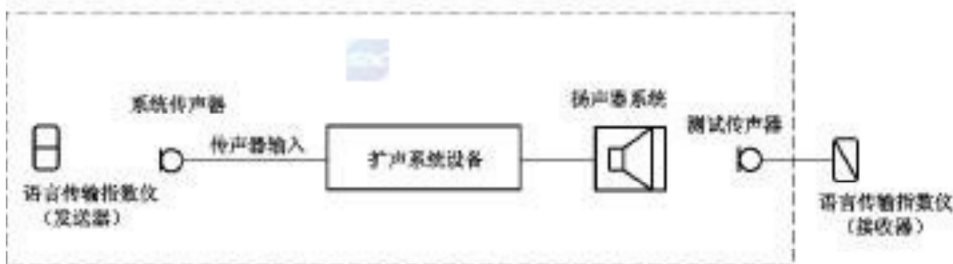 系统传声器
扬声器系统
测试传声器
传声器输入
扩声系统设备
语言传输指数仪
（发送器）
语言传输指数仪
（接收器）